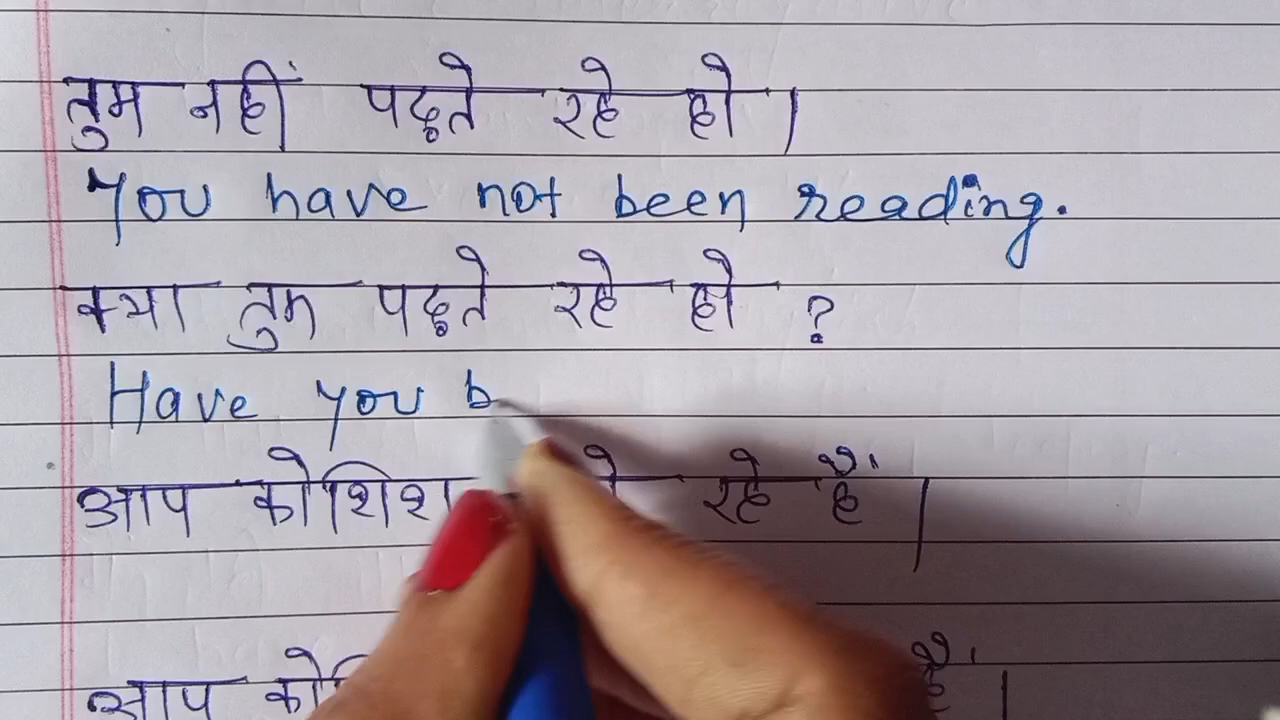 तुम नहीं पढ़ते रहे हो।
You have not been reading.
क्या तुम पढ़ते रहे हो ?
Have you b
आप कोशिश रहे हैं।
आप